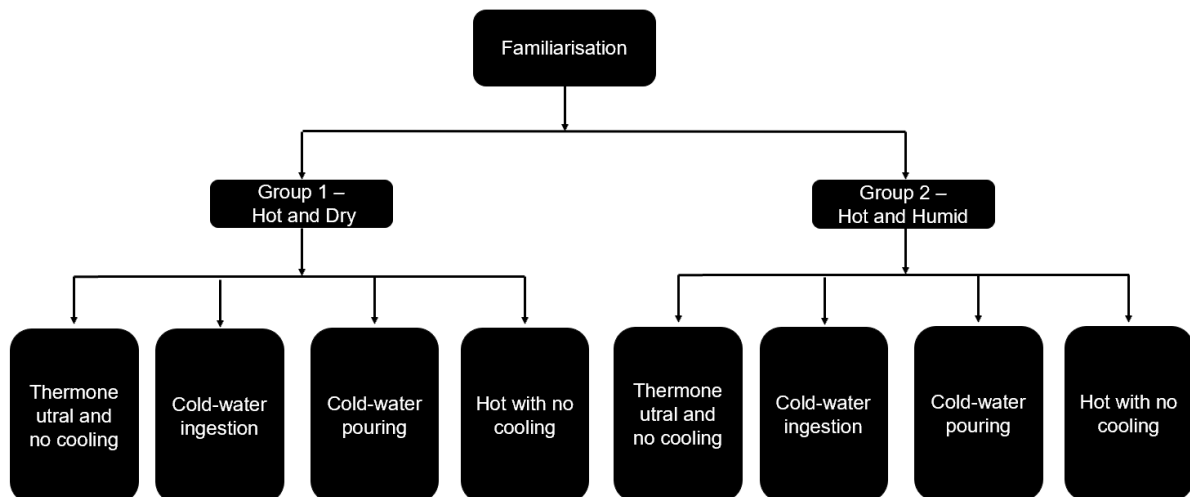 Familiarisation
Group 1 –
Hot and Dry
Group 2 –
Hot and Humid
Thermone
utral and
no cooling
Cold-water
ingestion
Cold-water
pouring
Hot with no
cooling
Thermone
utral and
no cooling
Cold-water
ingestion
Cold-water
pouring
Hot with no
cooling